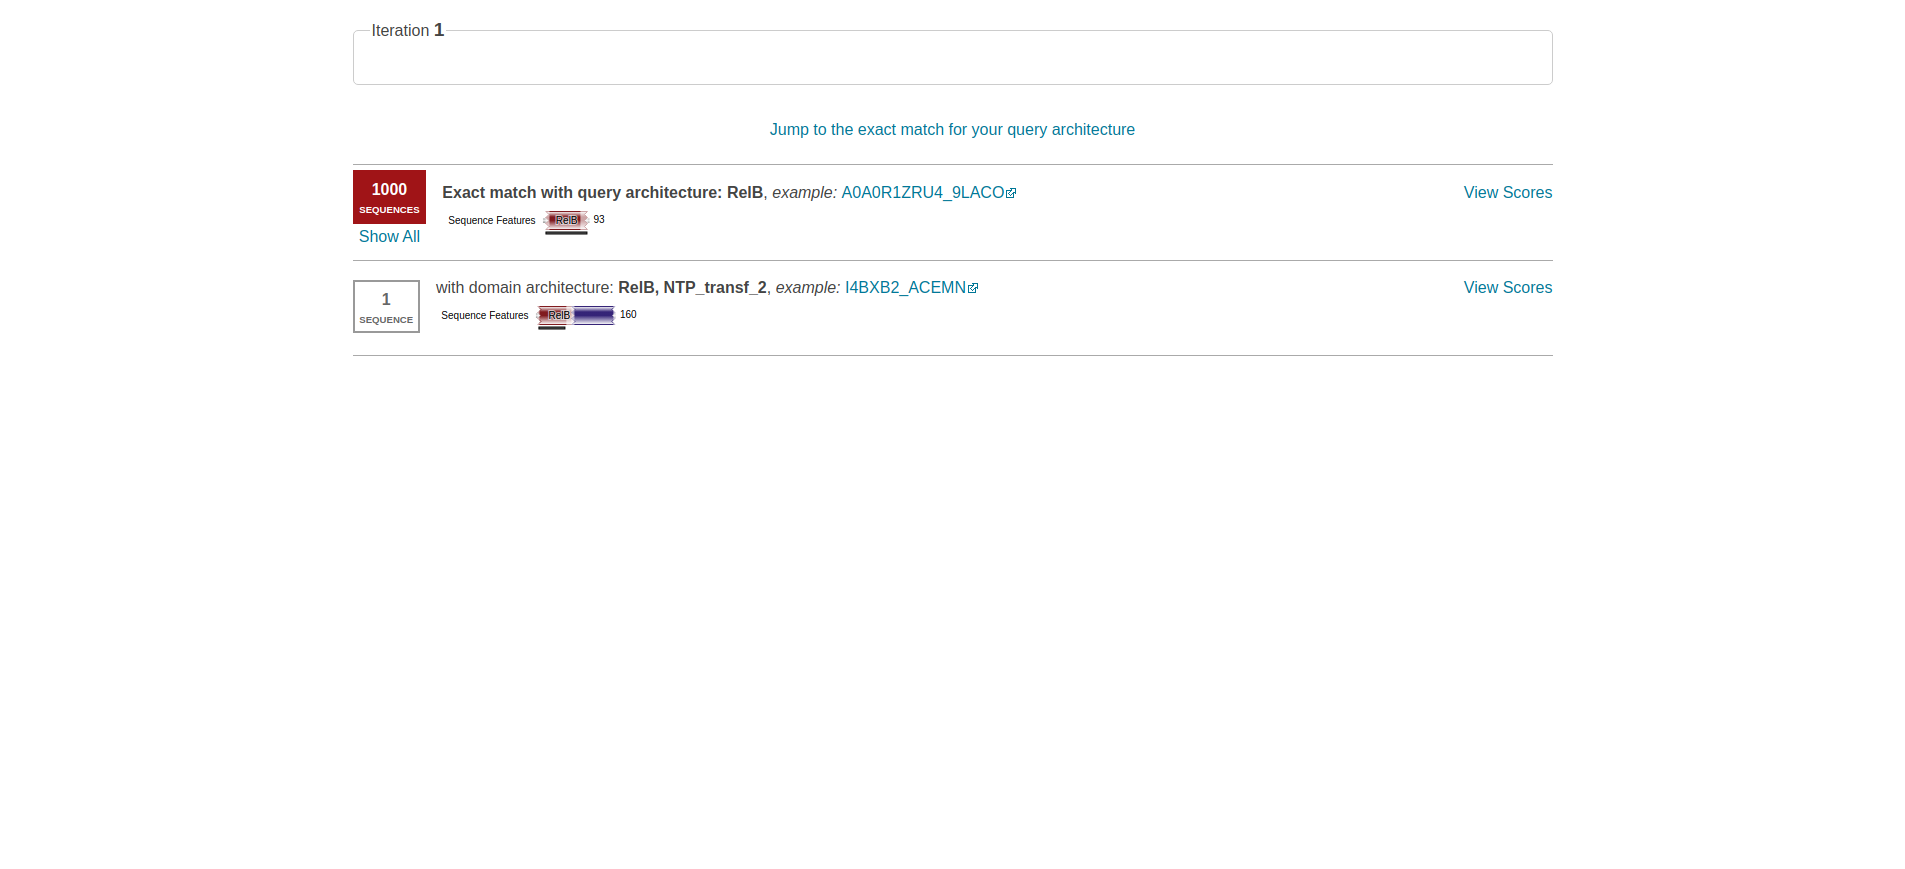 Iteration 1
Jump to the exact match for your query architecture
1000
SEQUENCES
Show All
Exact match with query architecture: RelB, example: A0A0R1ZRU4_9LACO
View Scores
Sequence Features RelB 93
1
SEQUENCE
with domain architecture: RelB, NTP_transf_2, example: I4BXB2_ACEMN
View Scores
Sequence Features RelB 160